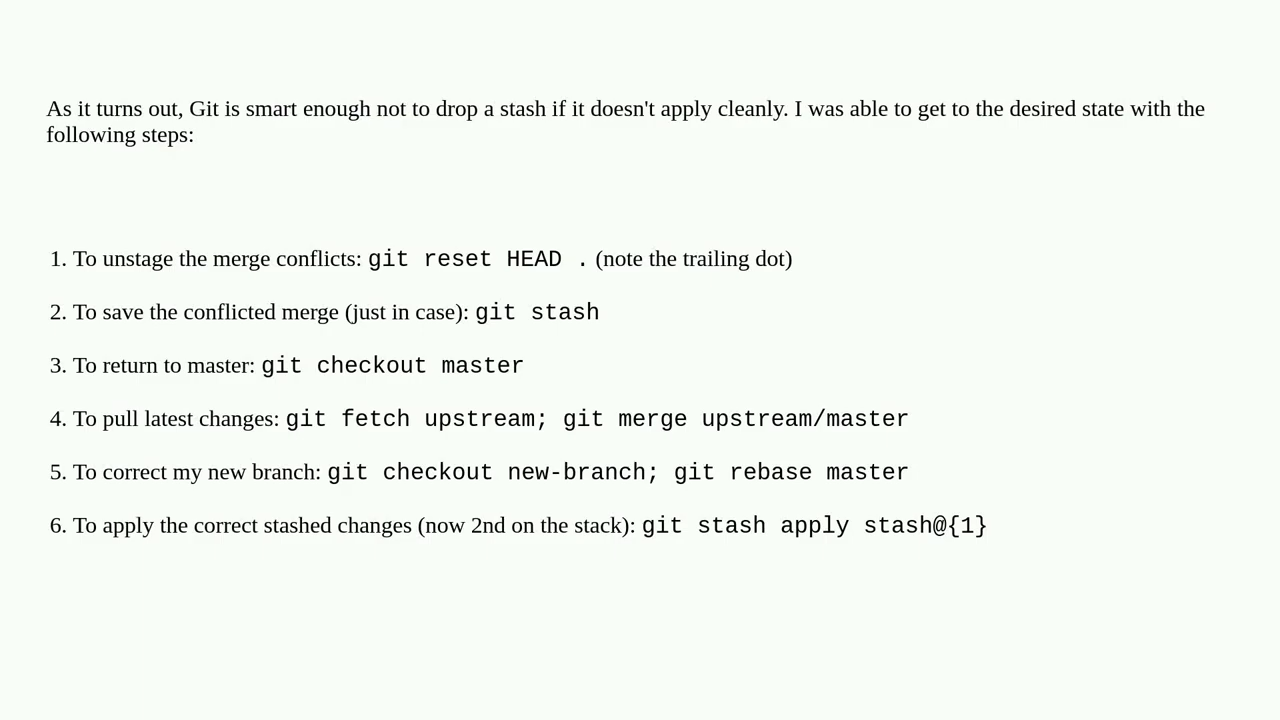 As it turns out, Git is smart enough not to drop a stash if it doesn't apply cleanly. I was able to get to the desired state with the
following steps:
1. To unstage the merge conflicts: git reset HEAD . (note the trailing dot)
2. To save the conflicted merge (just in case): git stash
3. To return to master: git checkout master
4. To pull latest changes: git fetch upstream; git merge upstream/master
5. To correct my new branch: git checkout new-branch; git rebase master
6. To apply the correct stashed changes (now 2nd on the stack): git stash apply stash@{1}